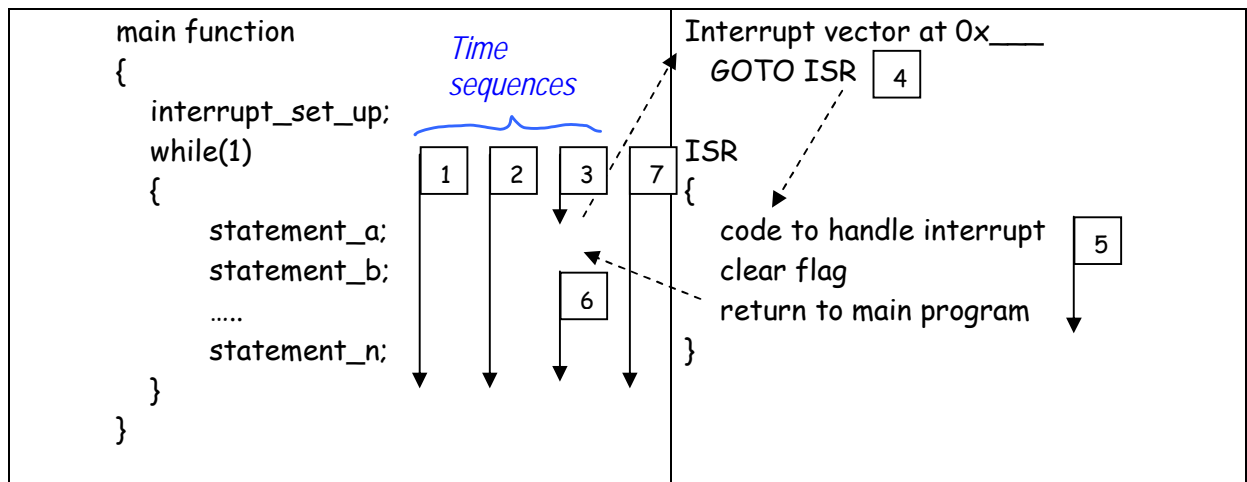 main function
{
interrupt_set_up;
while(1)
{
statement_a;
statement_b;
.....
statement_n;
}
}
Time
sequences
1 2 3 7
6
Interrupt vector at 0x___
GOTO ISR 4
ISR
{
code to handle interrupt
clear flag
return to main program
}
5